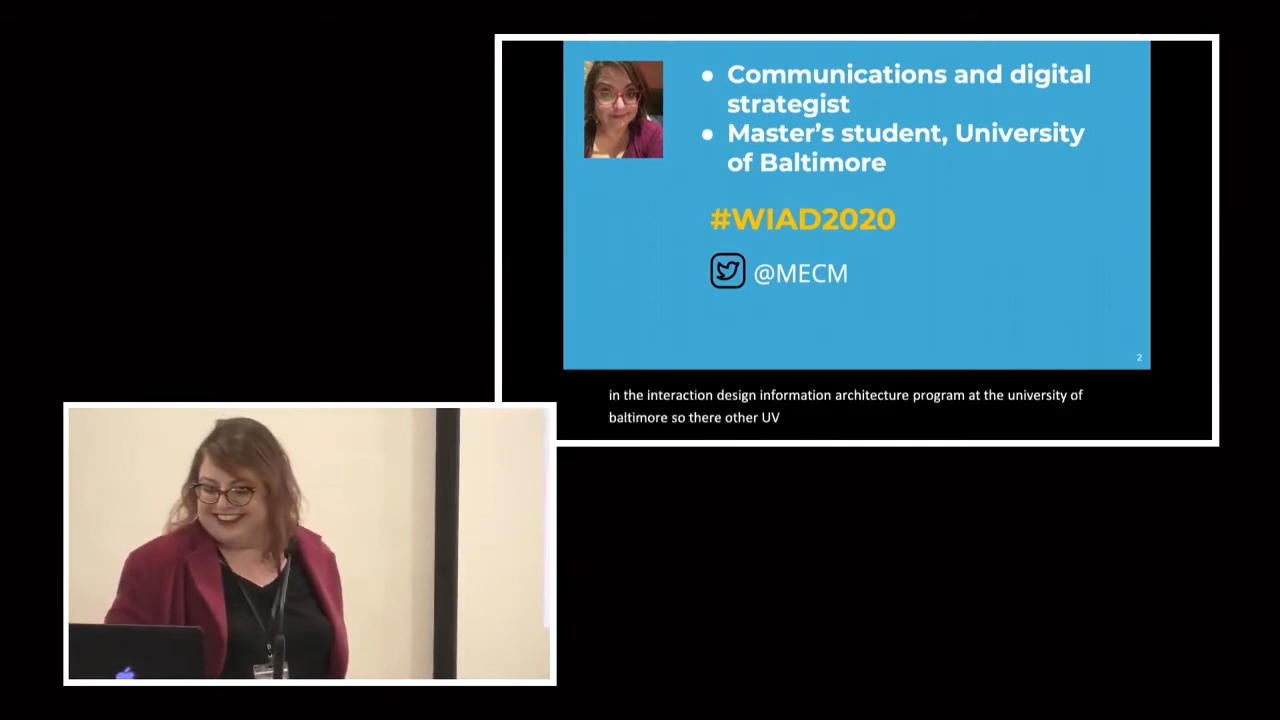 ● Communications and digital
strategist
● Master's student, University
of Baltimore
#WIAD2020
@MECM
2
in the interaction design information architecture program at the university of
baltimore so there other UV